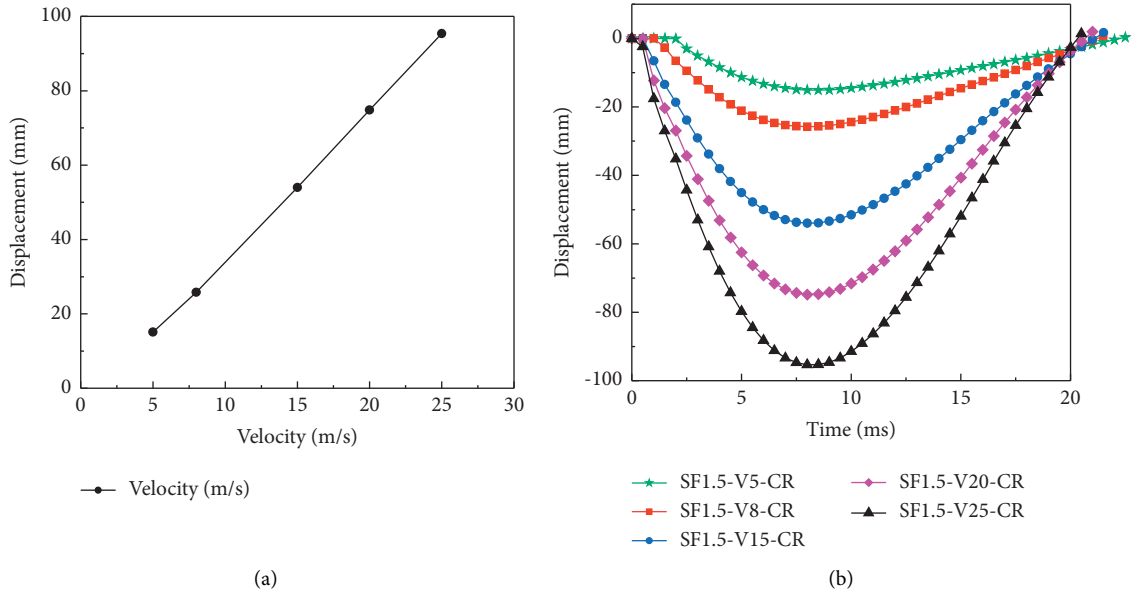 100
80
60
40
20
0
Displacement (mm)
0 5 10 15 20 25 30
Velocity (m/s)
Velocity (m/s)
(a)
0
-20
-40
-60
-80
-100
Displacement (mm)
0 5 10 15 20
Time (ms)
SF1.5-V5-CR SF1.5-V20-CR
SF1.5-V8-CR SF1.5-V25-CR
SF1.5-V15-CR
(b)